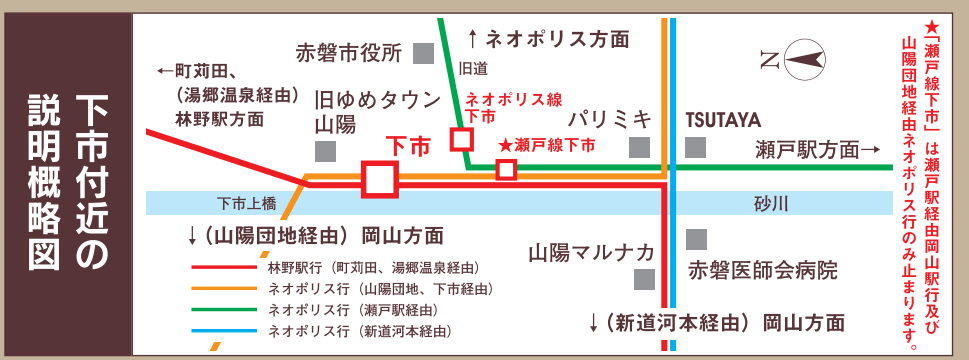 下市付近の
説明概略図
赤磐市役所
↑ネオポリス方面
旧道
←町苅田、
（湯郷温泉経由）
林野駅方面
旧ゆめタウン
山陽
下市
ネオポリス線
下市
★瀬戸線下市
パリミキ
TSUTAYA
瀬戸駅方面→
N
下市上橋
砂川
↓（山陽団地経由）岡山方面
林野駅行（町苅田、湯郷温泉経由）
ネオポリス行（山陽団地、下市経由）
ネオポリス行（瀬戸駅経由）
ネオポリス行（新道河本経由）
山陽マルナカ
赤磐医師会病院
↓（新道河本経由）岡山方面
★「瀬戸線下市」は瀬戸駅経由岡山駅行及び
山陽団地経由ネオポリス行のみ止まります。